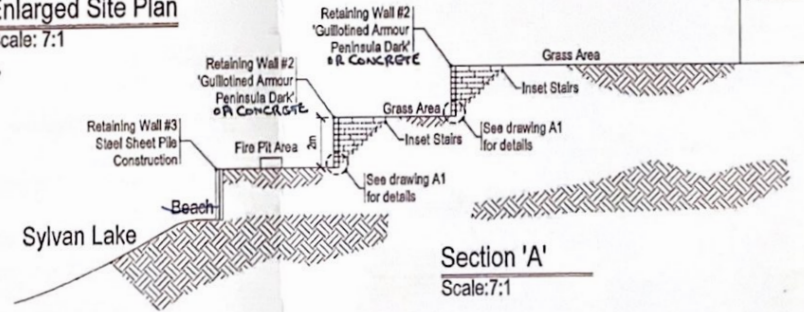 Enlarged Site Plan
Scale: 7:1
Retaining Wall #2
'Guillotined Armour
Peninsula Dark'
OR CONCRETE
Grass Area
Inset Stairs
Retaining Wall #2
'Guillotined Armour
Peninsula Dark'
OR CONCRETE
Grass Area
Inset Stairs
See drawing A1
for details
2m
Retaining Wall #3
Steel Sheet Pile
Construction
Fire Pit Area
See drawing A1
for details
Beach
Sylvan Lake
Section 'A'
Scale:7:1